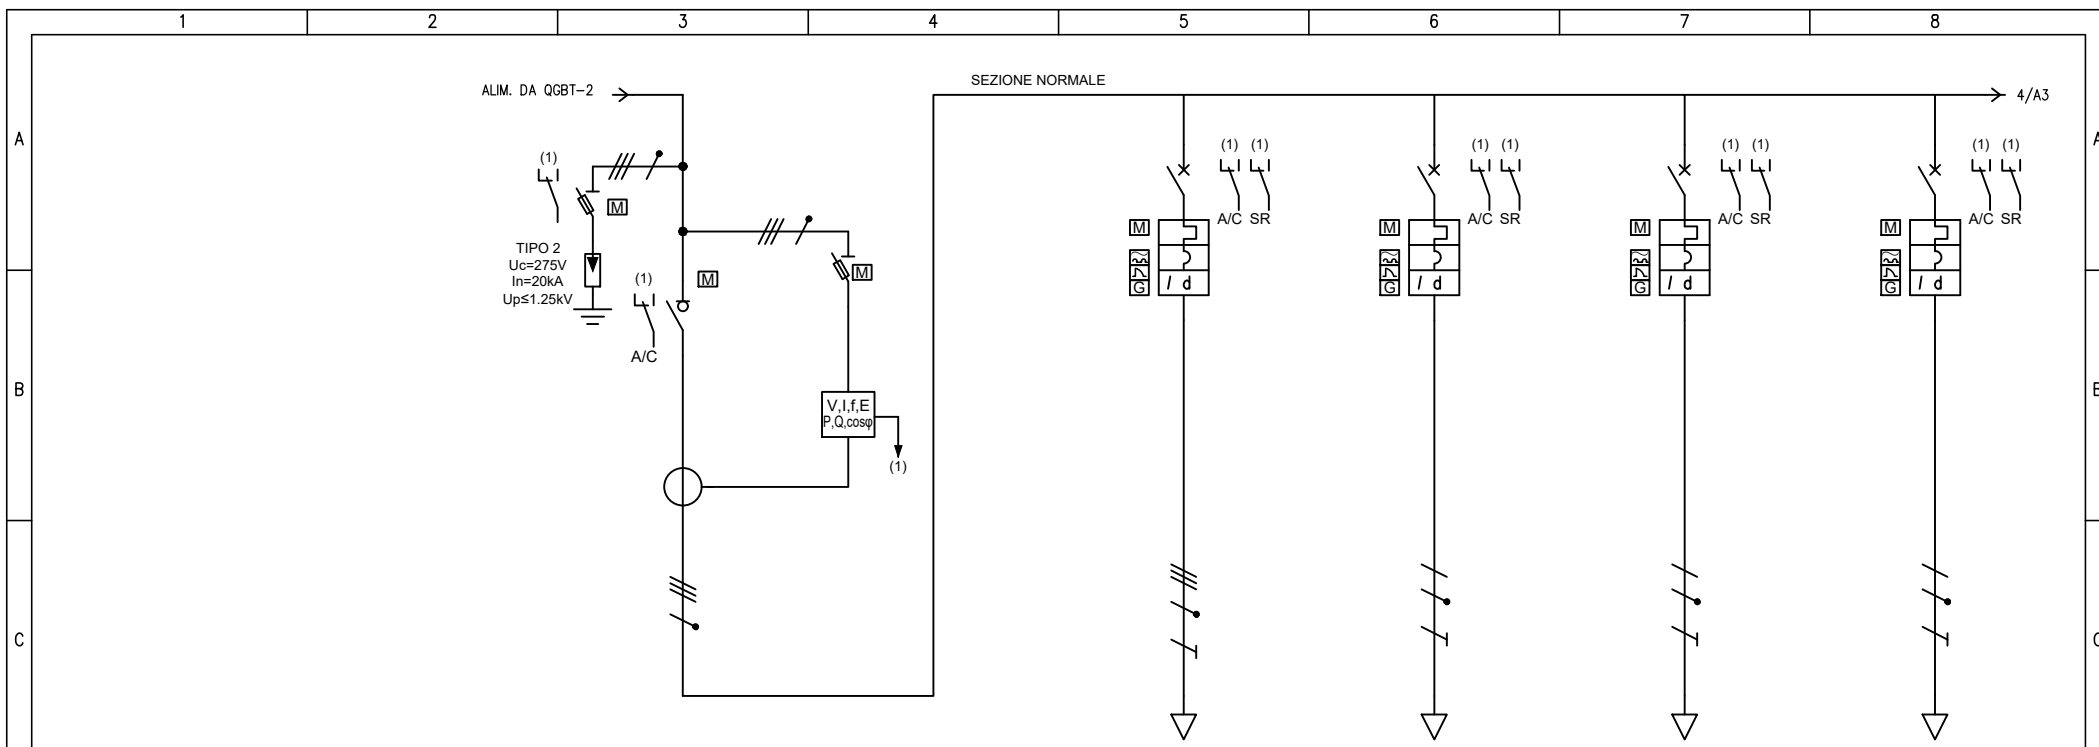 1 2 3 4 5 6 7 8
ALIM. DA QGBT-2
SEZIONE NORMALE
4/A3
A A
(1)
(1) (1)
(1) (1)
(1) (1)
(1) (1)
M
A/C SR
A/C SR
A/C SR
A/C SR
M
M
M
M
TIPO 2
Uc=275V
In=20kA
Up≤1.25kV
(1)
M
M
G
I d
G
I d
G
I d
G
I d
A/C
B B
V,I,f,E
P,Q,cosφ
(1)
C C